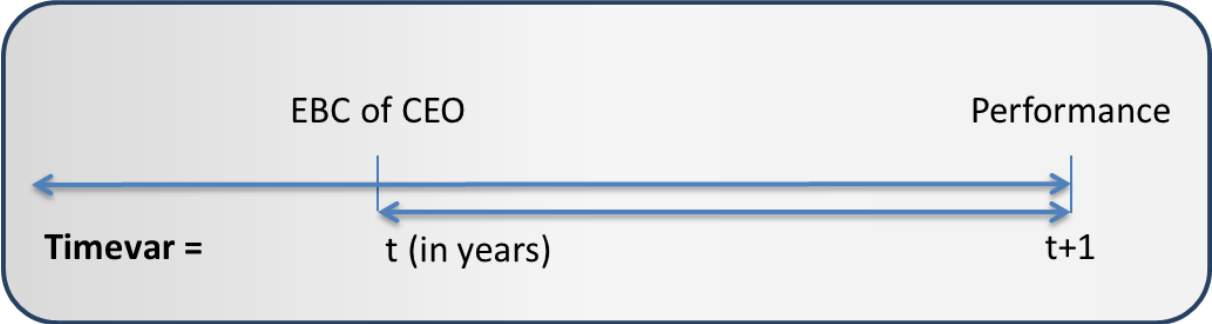 EBC of CEO Performance
Timevar = t (in years) t+1